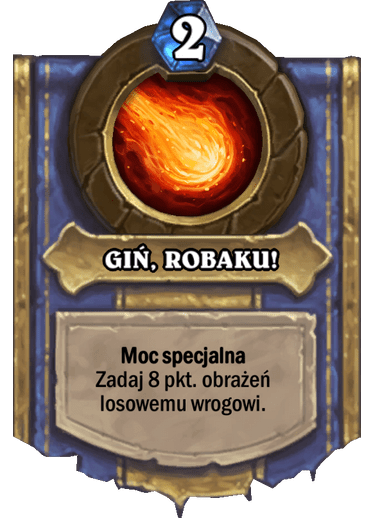 2
GIŃ, ROBAKU!
Moc specjalna
Zadaj 8 pkt. obrażeń
losowemu wrogowi.